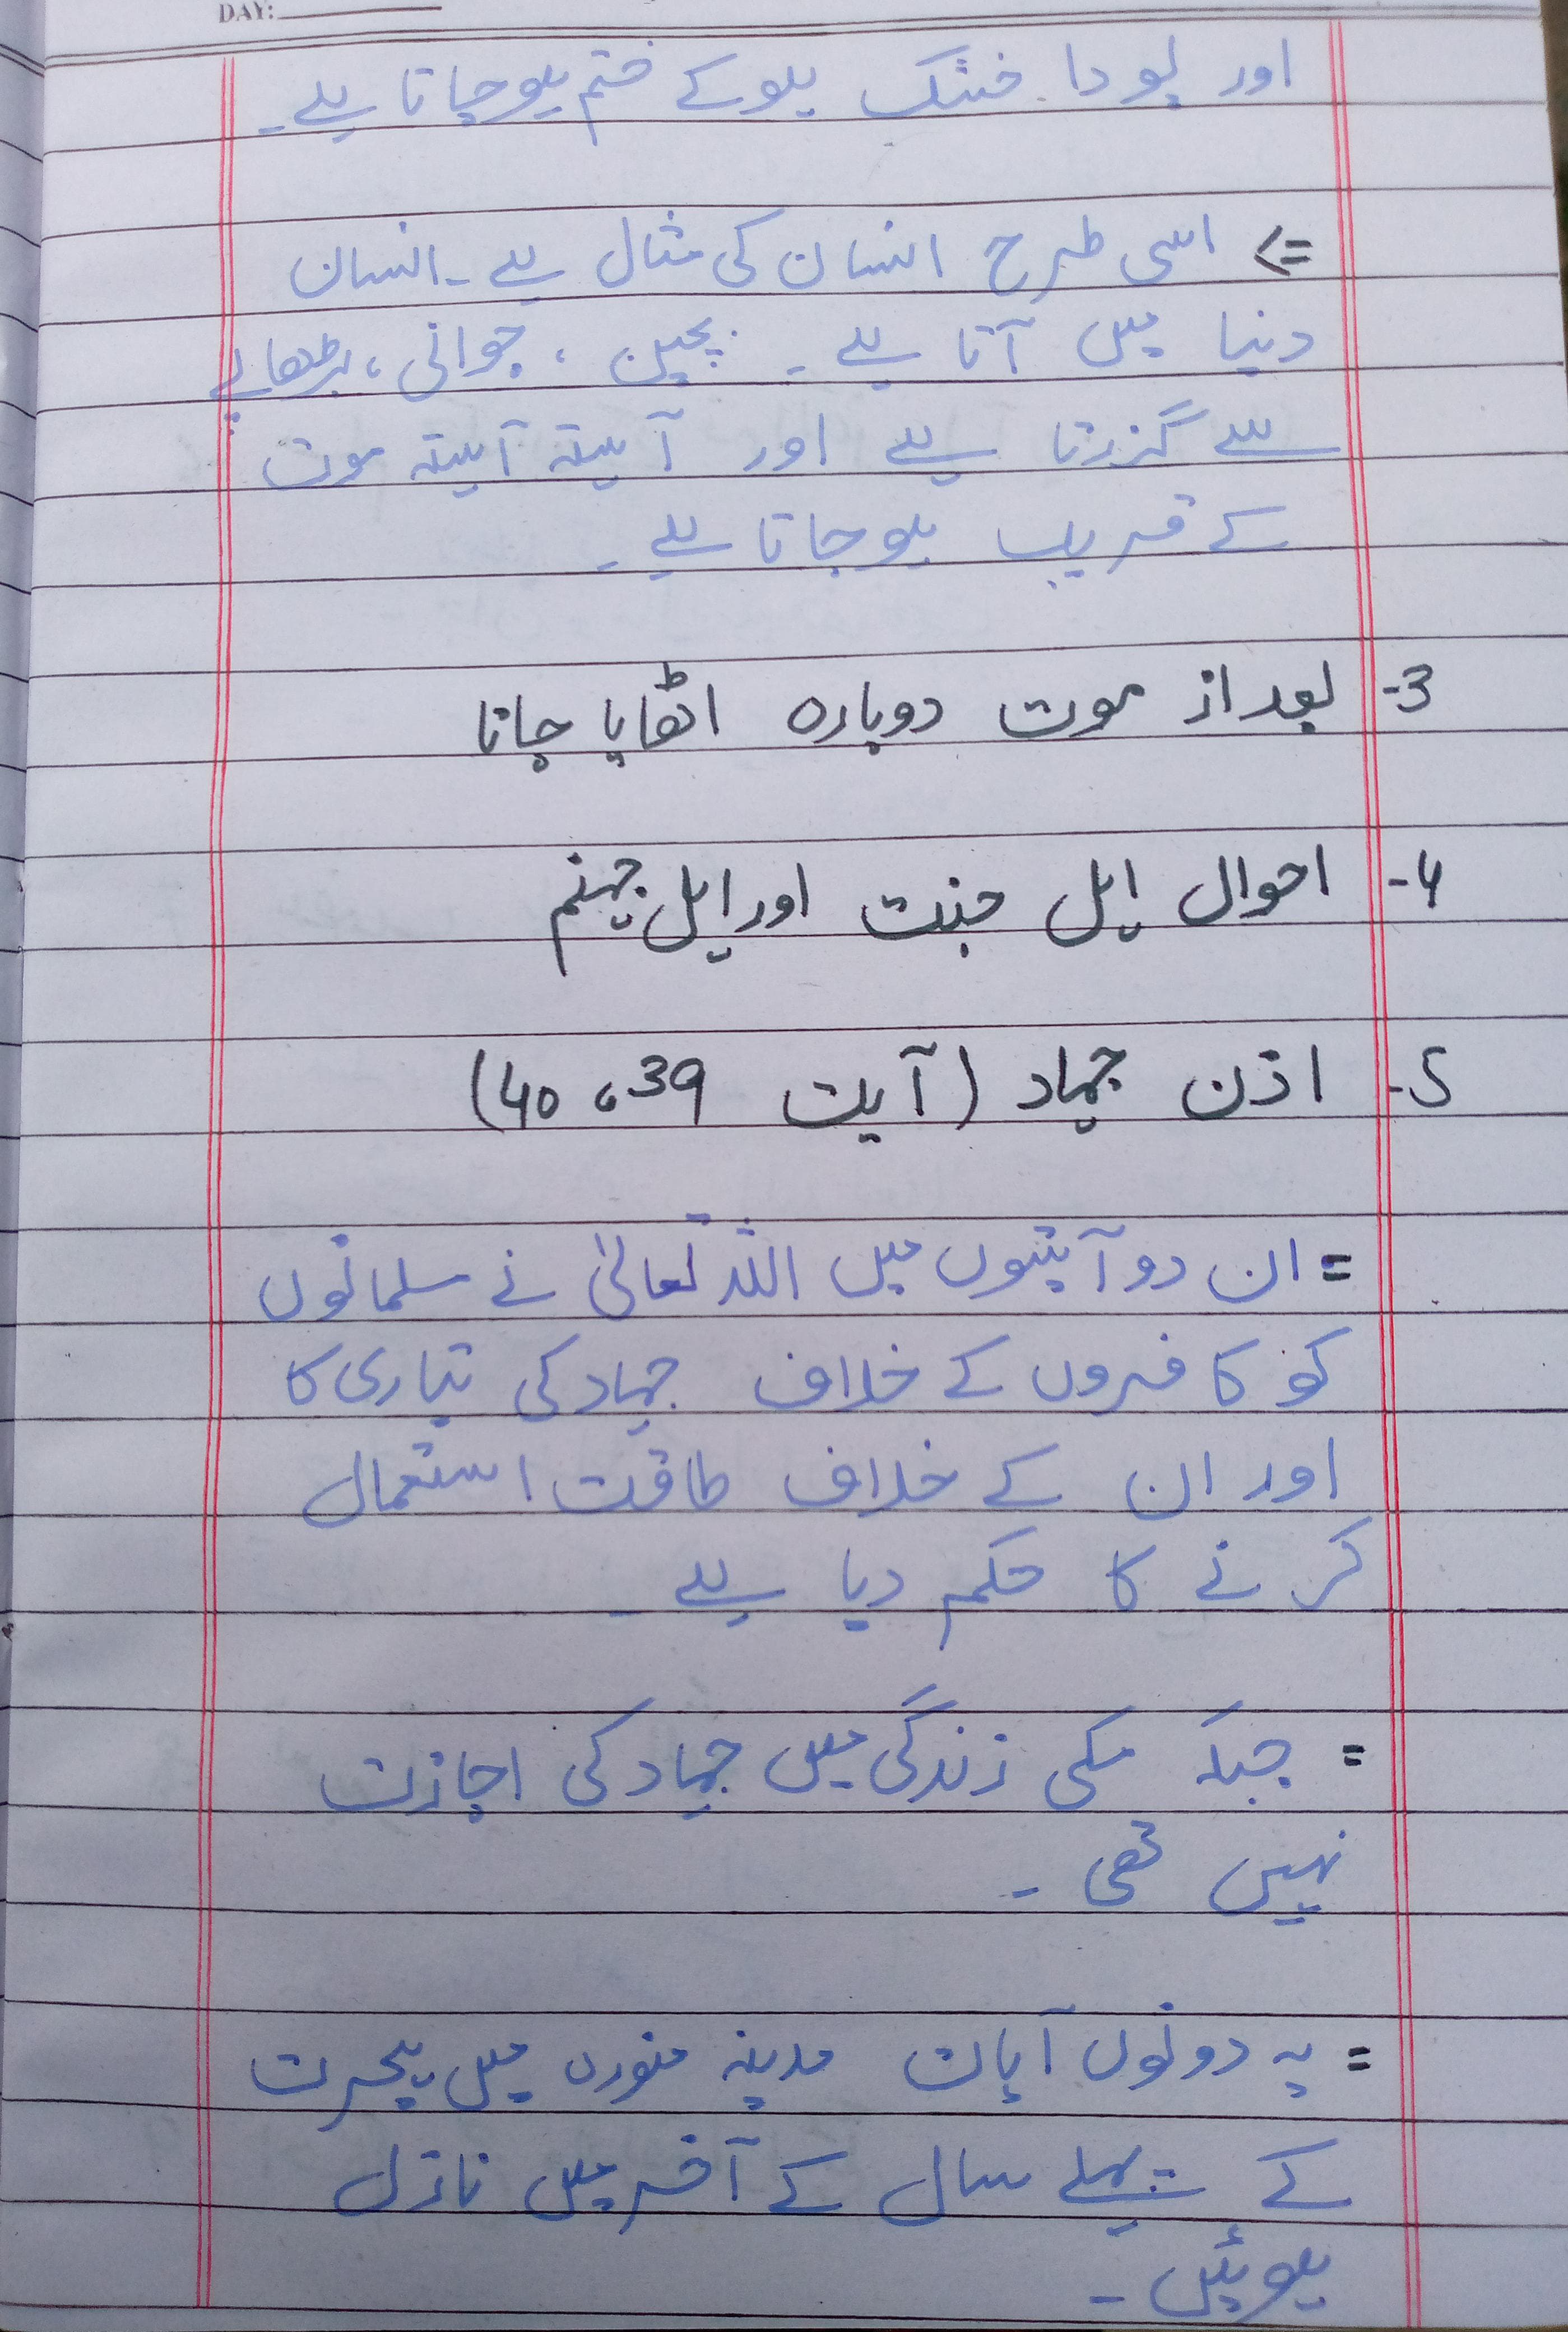 DAY:
اور پودا خشک ہو کے ختم ہو جاتا ہے۔
=> اسی طرح انسان کی مثال ہے۔ انسان
دنیا میں آتا ہے۔ بچپن ، جوانی ، بڑھاپے
سے گزرتا ہے اور آہستہ آہستہ موت
کے قریب ہو جاتا ہے۔
3- بعد از موت دوبارہ اٹھایا جانا
4- احوال اہل جنت اور اہل جہنم
5- اذن جہاد (آیت 39، 40)
= ان دو آیتوں میں اللہ تعالیٰ نے مسلمانوں
کو کافروں کے خلاف جہاد کی تیاری کا
اور ان کے خلاف طاقت استعمال
کرنے کا حکم دیا ہے۔
= جبکہ مکی زندگی میں جہاد کی اجازت
نہیں تھی۔
= یہ دونوں آیات مدینہ منورہ میں ہجرت
کے پہلے سال کے آخر میں نازل
ہوئیں۔